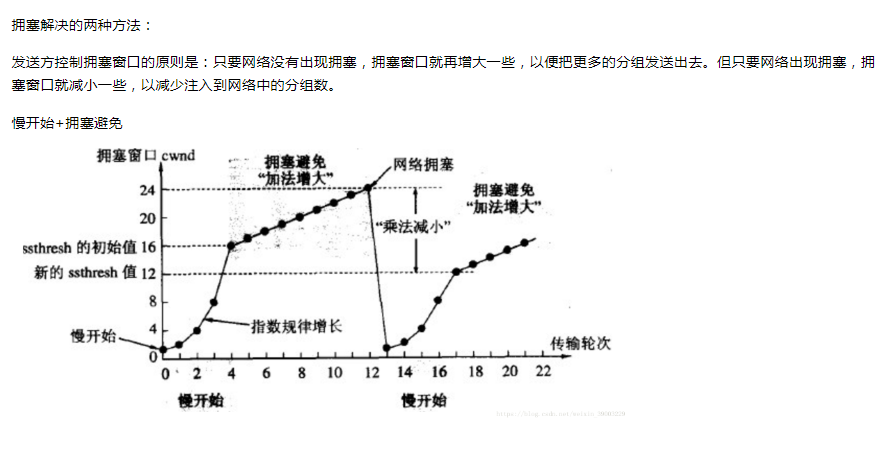 拥塞解决的两种方法：
发送方控制拥塞窗口的原则是：只要网络没有出现拥塞，拥塞窗口就再增大一些，以便把更多的分组发送出去。但只要网络出现拥塞，拥
塞窗口就减小一些，以减少注入到网络中的分组数。
慢开始+拥塞避免
拥塞窗口 cwnd
拥塞避免
“加法增大”
网络拥塞
24
拥塞避免
“加法增大”
20
“乘法减小”
ssthresh 的初始值 16
新的 ssthresh 值 12
8
指数规律增长
4
慢开始
0
传输轮次
0 2 4 6 8 10 12 14 16 18 20 22
慢开始
慢开始